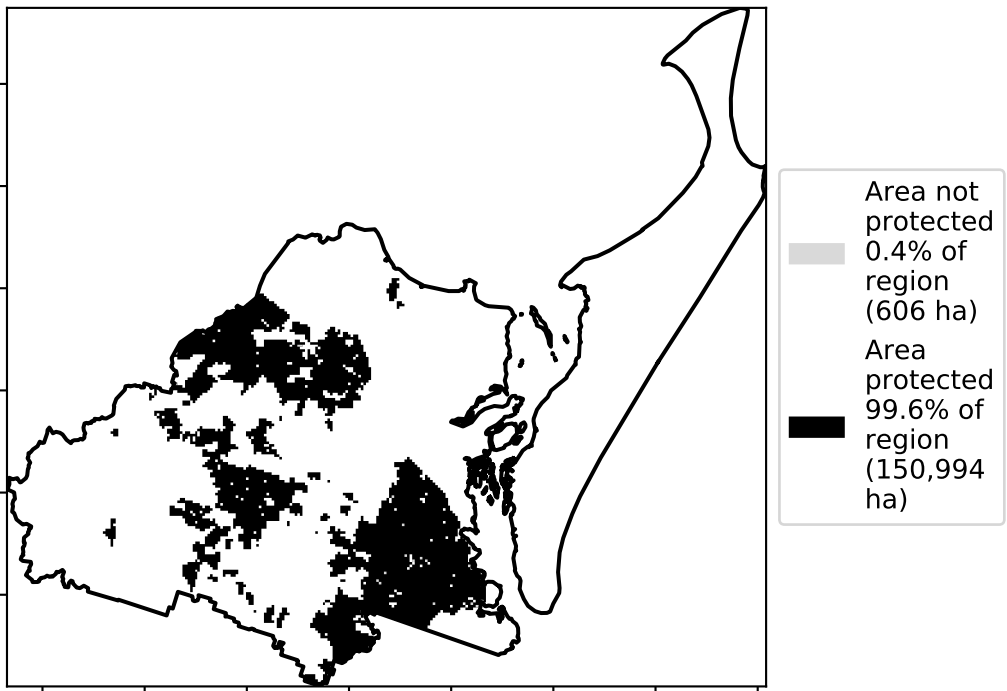 Area not
protected
0.4% of
region
(606 ha)
Area
protected
99.6% of
region
(150,994
ha)